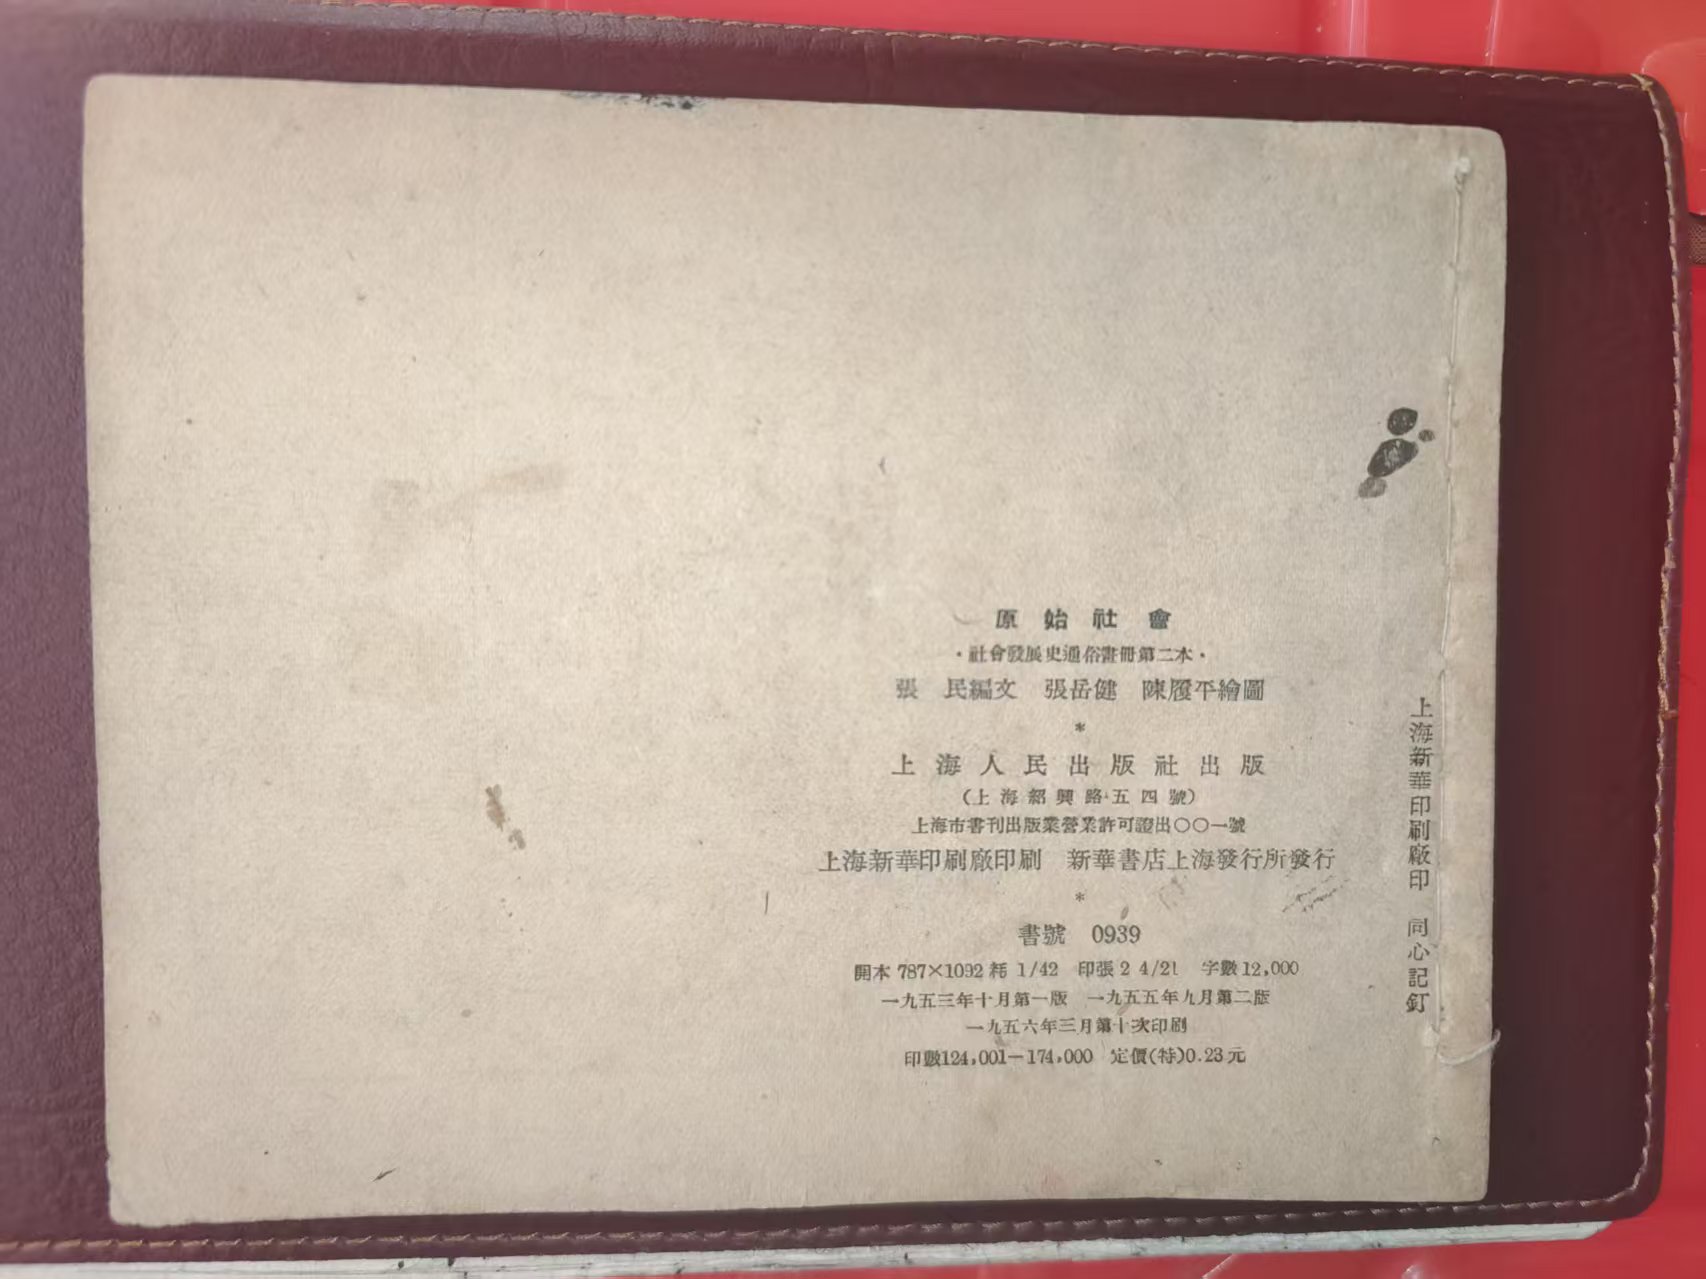 原始社會
·社會發展史通俗畫冊第二本·
張 民編文 張岳健 陳履平繪圖
*
上海人民出版社出版
(上海紹興路五四號)
上海市書刊出版業營業許可證出〇〇一號
上海新華印刷廠印刷 新華書店上海發行所發行
*
書號 0939
開本 787×1092 耗 1/42 印張 2 4/21 字數 12,000
一九五三年十月第一版 一九五五年九月第二版
一九五六年三月第十次印刷
印數124,001—174,000 定價(特)0.23元
上海新華印刷廠印 同心記釘